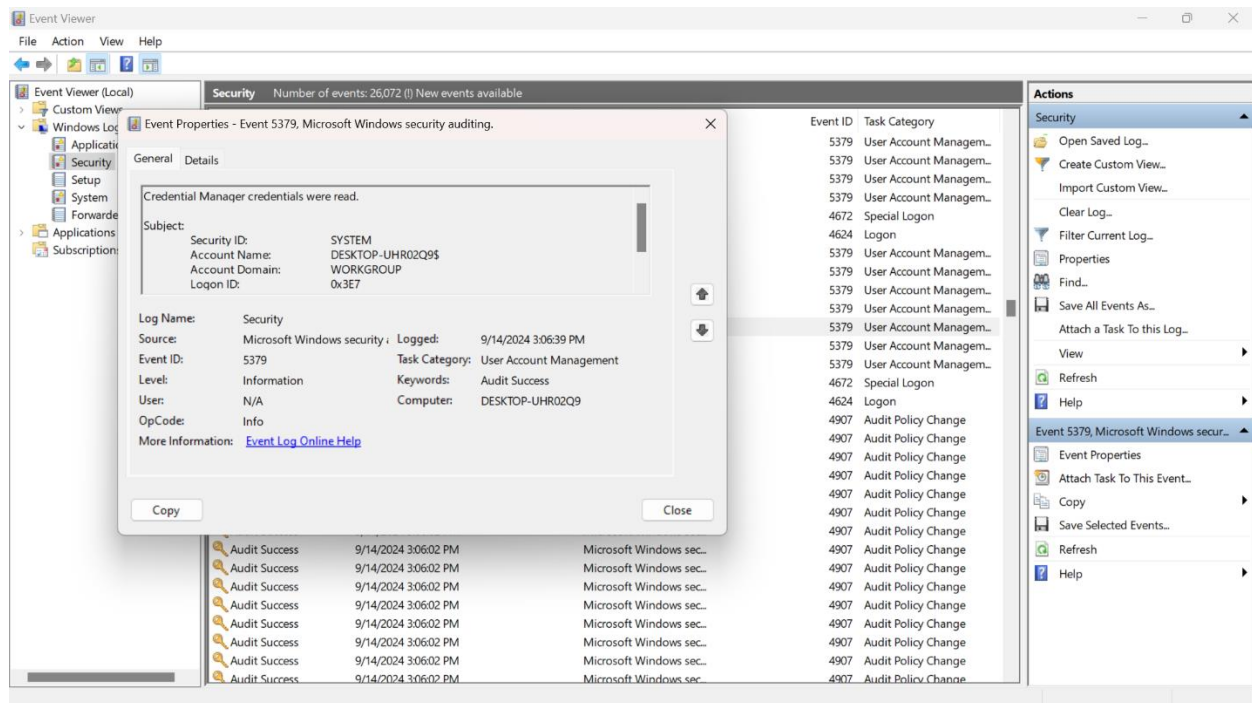 Event Viewer
File Action View Help
Event Viewer (Local)
Custom Views
Windows Log
Applicatio
Security
Setup
System
Forwarde
Applications
Subscription
Security Number of events: 26,072 (!) New events available
Event Properties - Event 5379, Microsoft Windows security auditing.
General Details
Credential Manager credentials were read.
Subject:
Security ID: SYSTEM
Account Name: DESKTOP-UHR02Q9$
Account Domain: WORKGROUP
Logon ID: 0x3E7
Log Name: Security
Source: Microsoft Windows security Logged: 9/14/2024 3:06:39 PM
Event ID: 5379 Task Category: User Account Management
Level: Information Keywords: Audit Success
User: N/A Computer: DESKTOP-UHR02Q9
OpCode: Info
More Information: Event Log Online Help
Copy Close
Event ID Task Category
5379 User Account Managem...
5379 User Account Managem...
5379 User Account Managem...
5379 User Account Managem...
4672 Special Logon
4624 Logon
5379 User Account Managem...
5379 User Account Managem...
5379 User Account Managem...
5379 User Account Managem...
5379 User Account Managem...
5379 User Account Managem...
5379 User Account Managem...
4672 Special Logon
4624 Logon
4907 Audit Policy Change
4907 Audit Policy Change
4907 Audit Policy Change
4907 Audit Policy Change
4907 Audit Policy Change
4907 Audit Policy Change
4907 Audit Policy Change
Audit Success 9/14/2024 3:06:02 PM Microsoft Windows sec... 4907 Audit Policy Change
Audit Success 9/14/2024 3:06:02 PM Microsoft Windows sec... 4907 Audit Policy Change
Audit Success 9/14/2024 3:06:02 PM Microsoft Windows sec... 4907 Audit Policy Change
Audit Success 9/14/2024 3:06:02 PM Microsoft Windows sec... 4907 Audit Policy Change
Audit Success 9/14/2024 3:06:02 PM Microsoft Windows sec... 4907 Audit Policy Change
Audit Success 9/14/2024 3:06:02 PM Microsoft Windows sec... 4907 Audit Policy Change
Audit Success 9/14/2024 3:06:02 PM Microsoft Windows sec... 4907 Audit Policy Change
Audit Success 9/14/2024 3:06:02 PM Microsoft Windows sec... 4907 Audit Policy Change
Actions
Security
Open Saved Log...
Create Custom View...
Import Custom View...
Clear Log...
Filter Current Log...
Properties
Find...
Save All Events As...
Attach a Task To this Log...
View
Refresh
Help
Event 5379, Microsoft Windows secur...
Event Properties
Attach Task To This Event...
Copy
Save Selected Events...
Refresh
Help